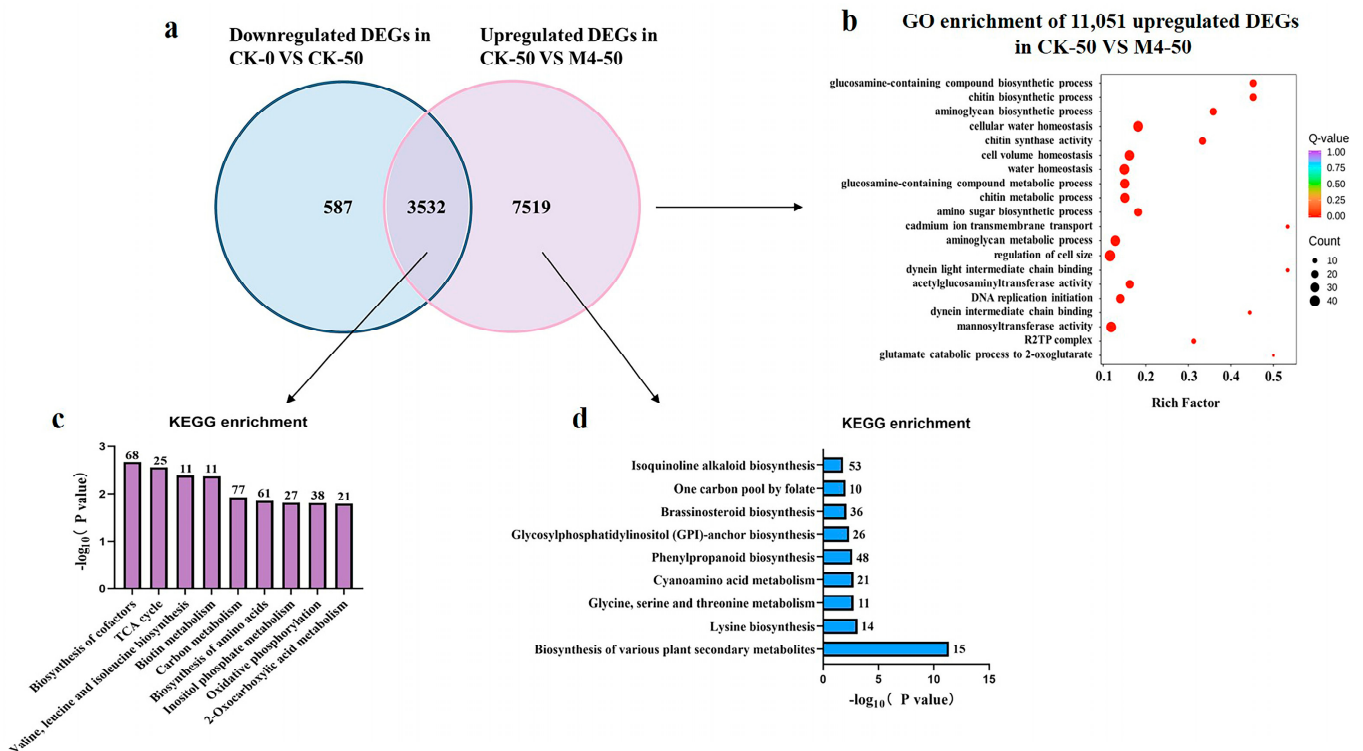 a
Downregulated DEGs in
CK-0 VS CK-50
Upregulated DEGs in
CK-50 VS M4-50
587
3532
7519
b
GO enrichment of 11,051 upregulated DEGs
in CK-50 VS M4-50
glucosamine-containing compound biosynthetic process
chitin biosynthetic process
aminoglycan biosynthetic process
cellular water homeostasis
chitin synthase activity
cell volume homeostasis
water homeostasis
glucosamine-containing compound metabolic process
chitin metabolic process
amino sugar biosynthetic process
cadmium ion transmembrane transport
aminoglycan metabolic process
regulation of cell size
dynein light intermediate chain binding
acetylglucosaminyltransferase activity
DNA replication initiation
dynein intermediate chain binding
mannosyltransferase activity
R2TP complex
glutamate catabolic process to 2-oxoglutarate
0.1 0.2 0.3 0.4 0.5
Rich Factor
Q-value
1.00
0.75
0.50
0.25
0.00
Count
10
20
30
40
c
KEGG enrichment
-log10( P value)
3
2
1
0
68 25 11 11 77 61 27 38 21
Biosynthesis of cofactors
TCA cycle
Valine, leucine and isoleucine biosynthesis
Biotin metabolism
Carbon metabolism
Biosynthesis of amino acids
Inositol phosphate metabolism
Oxidative phosphorylation
2-Oxocarboxylic acid metabolism
d
KEGG enrichment
Isoquinoline alkaloid biosynthesis 53
One carbon pool by folate 10
Brassinosteroid biosynthesis 36
Glycosylphosphatidylinositol (GPI)-anchor biosynthesis 26
Phenylpropanoid biosynthesis 48
Cyanoamino acid metabolism 21
Glycine, serine and threonine metabolism 11
Lysine biosynthesis 14
Biosynthesis of various plant secondary metabolites 15
0 5 10 15
-log10( P value)